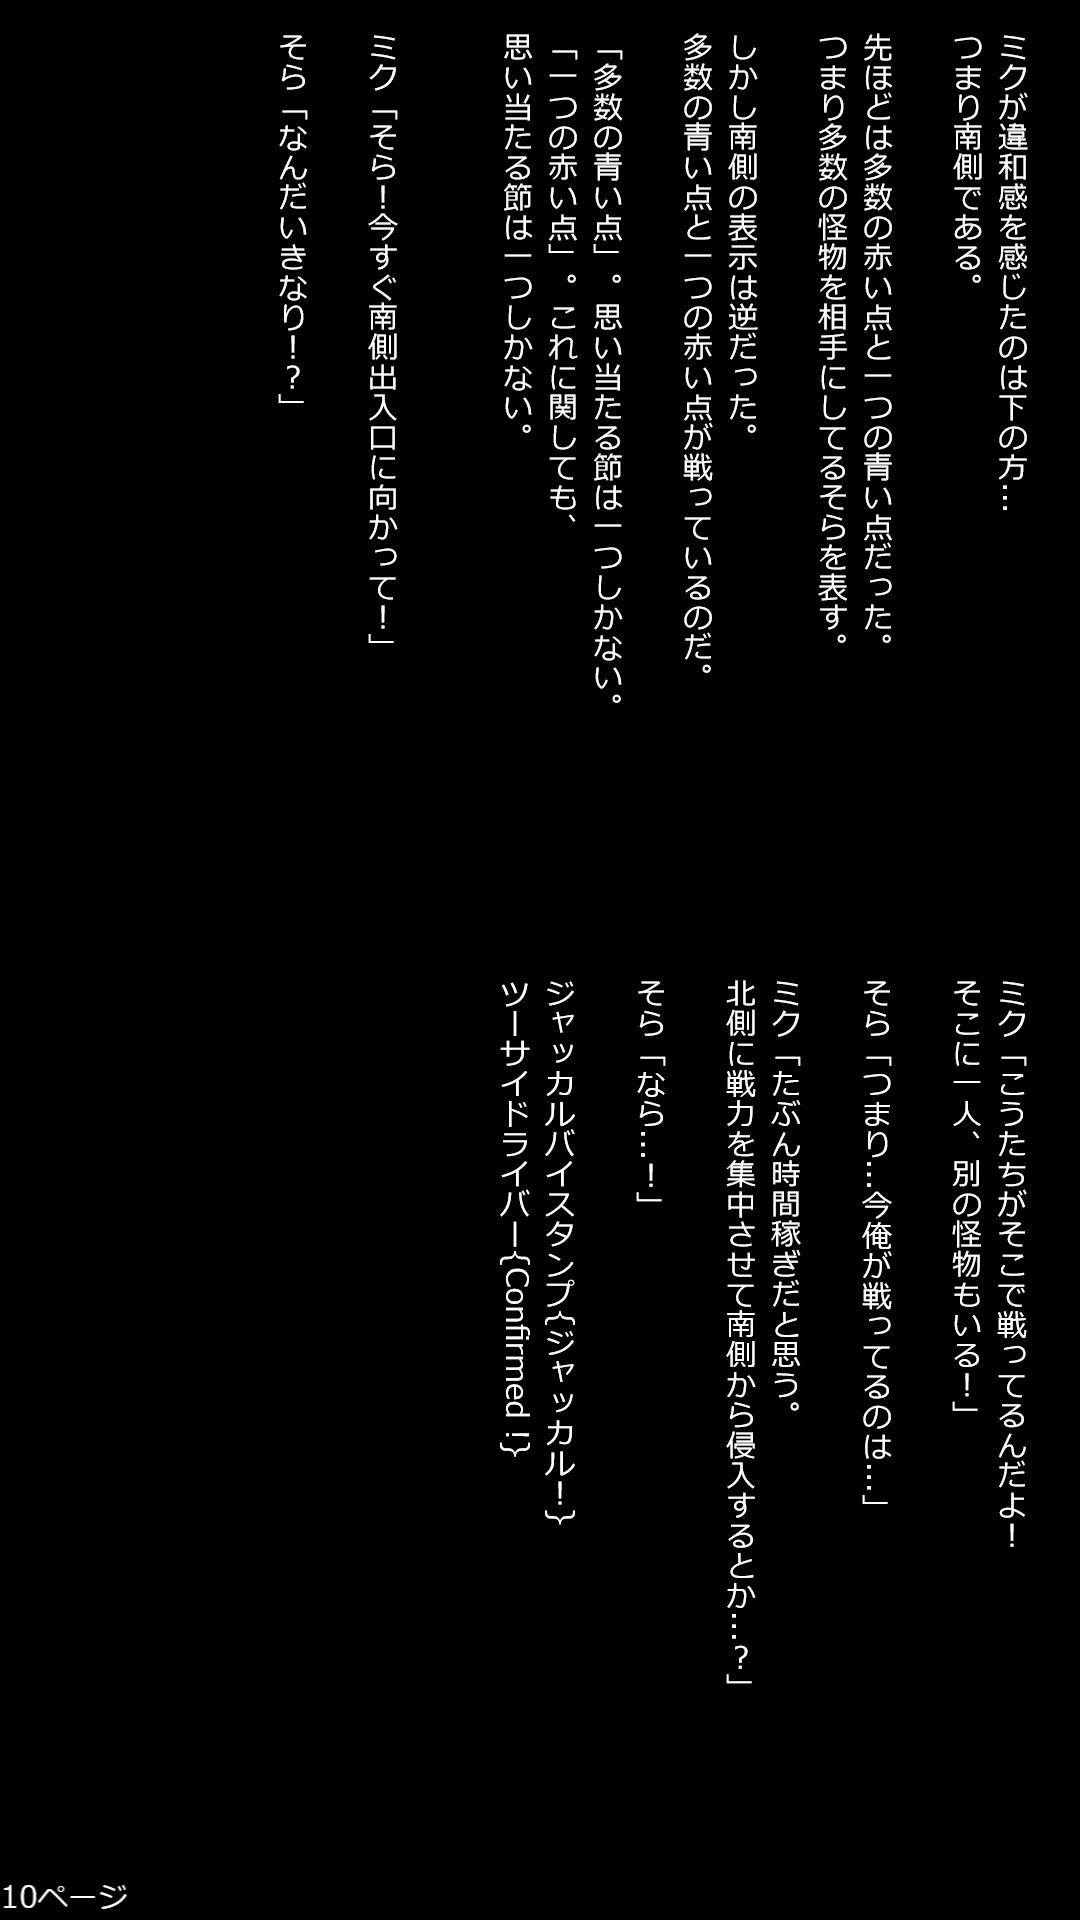 ミクが違和感を感じたのは下の方…
つまり南側である。
先ほどは多数の赤い点と一つの青い点だった。
つまり多数の怪物を相手にしてるそらを表す。
しかし南側の表示は逆だった。
多数の青い点と一つの赤い点が戦っているのだ。
「多数の青い点」。思い当たる節は一つしかない。
「一つの赤い点」。これに関しても、
思い当たる節は一つしかない。
ミク「そら！今すぐ南側出入口に向かって！」
そら「なんだいきなり！？」
ミク「こうたちがそこで戦ってるんだよ！
そこに一人、別の怪物もいる！」
そら「つまり…今俺が戦ってるのは…」
ミク「たぶん時間稼ぎだと思う。
北側に戦力を集中させて南側から侵入するとか…？」
そら「なら…！」
ジャッカルバイスタンプ{ジャッカル！}
ツーサイドライバー{Confirmed !}
10ページ